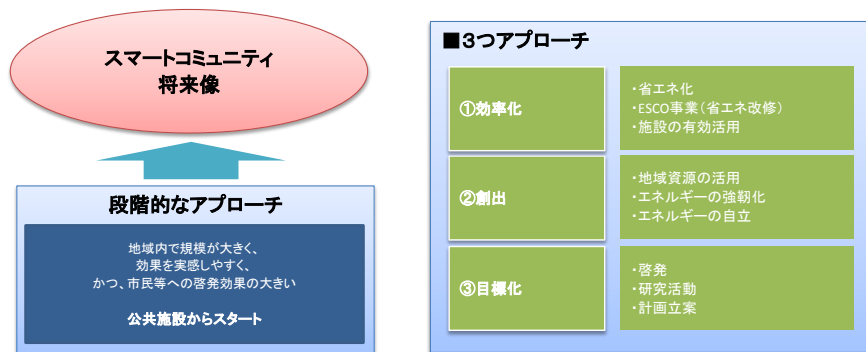 スマートコミュニティ
将来像
段階的なアプローチ
地域内で規模が大きく、
効果を実感しやすく、
かつ、市民等への啓発効果の大きい
公共施設からスタート
■3つアプローチ
①効率化
・省エネ化
・ESCO事業(省エネ改修)
・施設の有効活用
②創出
・地域資源の活用
・エネルギーの強靭化
・エネルギーの自立
③目標化
・啓発
・研究活動
・計画立案